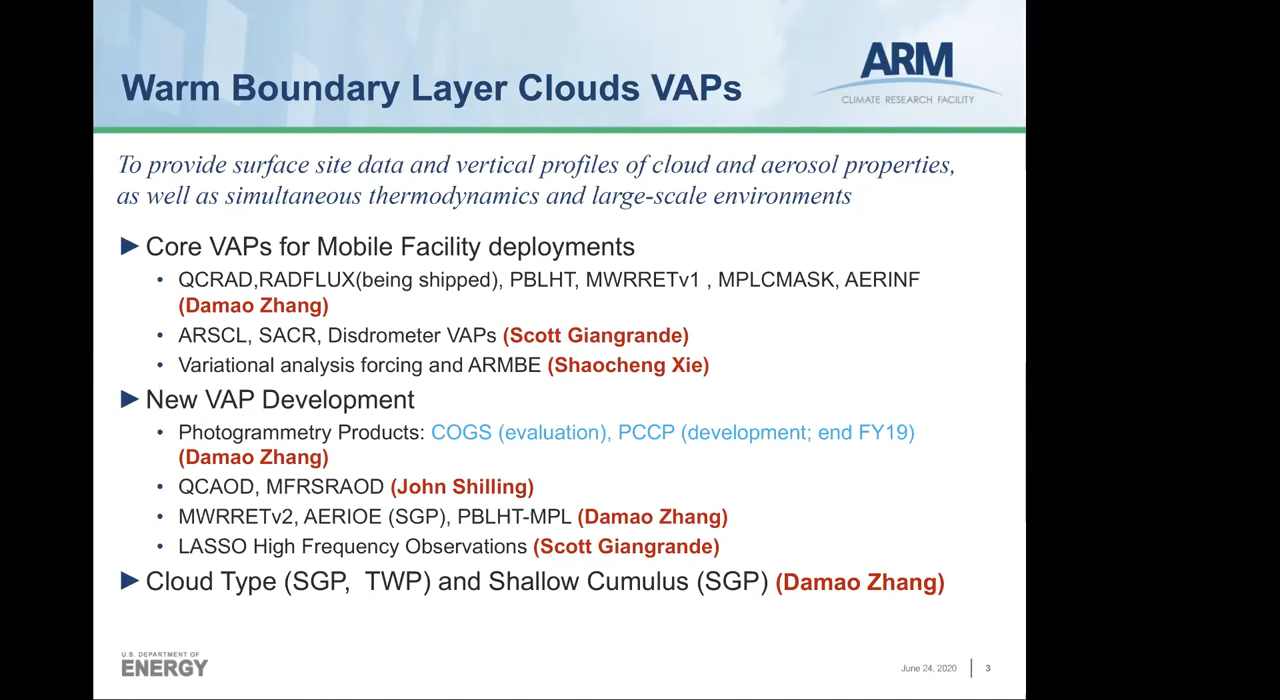 Warm Boundary Layer Clouds VAPs
ARM
CLIMATE RESEARCH FACILITY
To provide surface site data and vertical profiles of cloud and aerosol properties,
as well as simultaneous thermodynamics and large-scale environments
▶ Core VAPs for Mobile Facility deployments
• QCRAD,RADFLUX(being shipped), PBLHT, MWRRETv1 , MPLCMASK, AERINF
(Damao Zhang)
• ARSCL, SACR, Disdrometer VAPs (Scott Giangrande)
• Variational analysis forcing and ARMBE (Shaocheng Xie)
▶ New VAP Development
• Photogrammetry Products: COGS (evaluation), PCCP (development; end FY19)
(Damao Zhang)
• QCAOD, MFRSRAOD (John Shilling)
• MWRRETv2, AERIOE (SGP), PBLHT-MPL (Damao Zhang)
• LASSO High Frequency Observations (Scott Giangrande)
▶ Cloud Type (SGP,  TWP) and Shallow Cumulus (SGP) (Damao Zhang)
U.S. DEPARTMENT OF
ENERGY
June 24, 2020 3